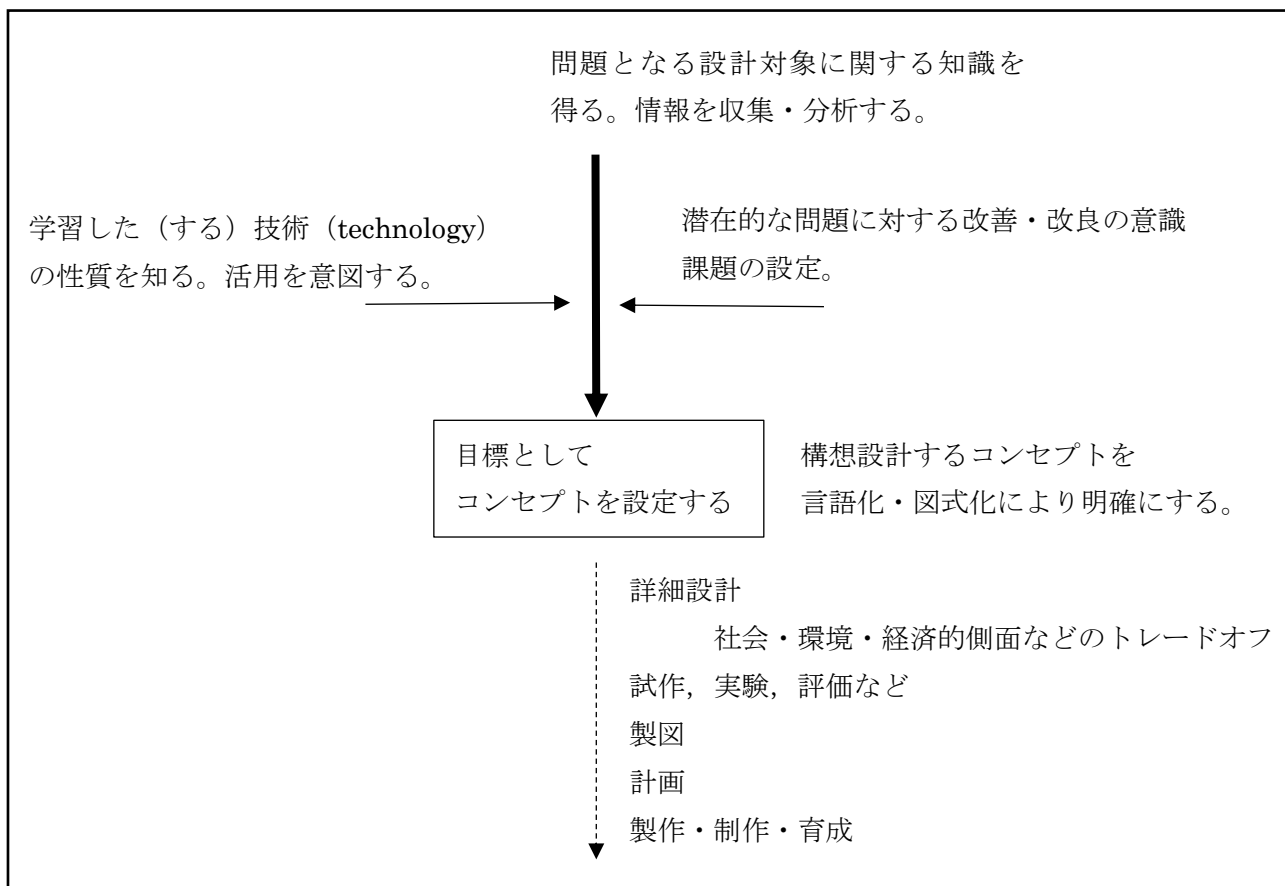 問題となる設計対象に関する知識を
得る。情報を収集・分析する。
学習した（する）技術（technology）
の性質を知る。活用を意図する。
潜在的な問題に対する改善・改良の意識
課題の設定。
目標として
コンセプトを設定する
構想設計するコンセプトを
言語化・図式化により明確にする。
詳細設計
社会・環境・経済的側面などのトレードオフ
試作，実験，評価など
製図
計画
製作・制作・育成